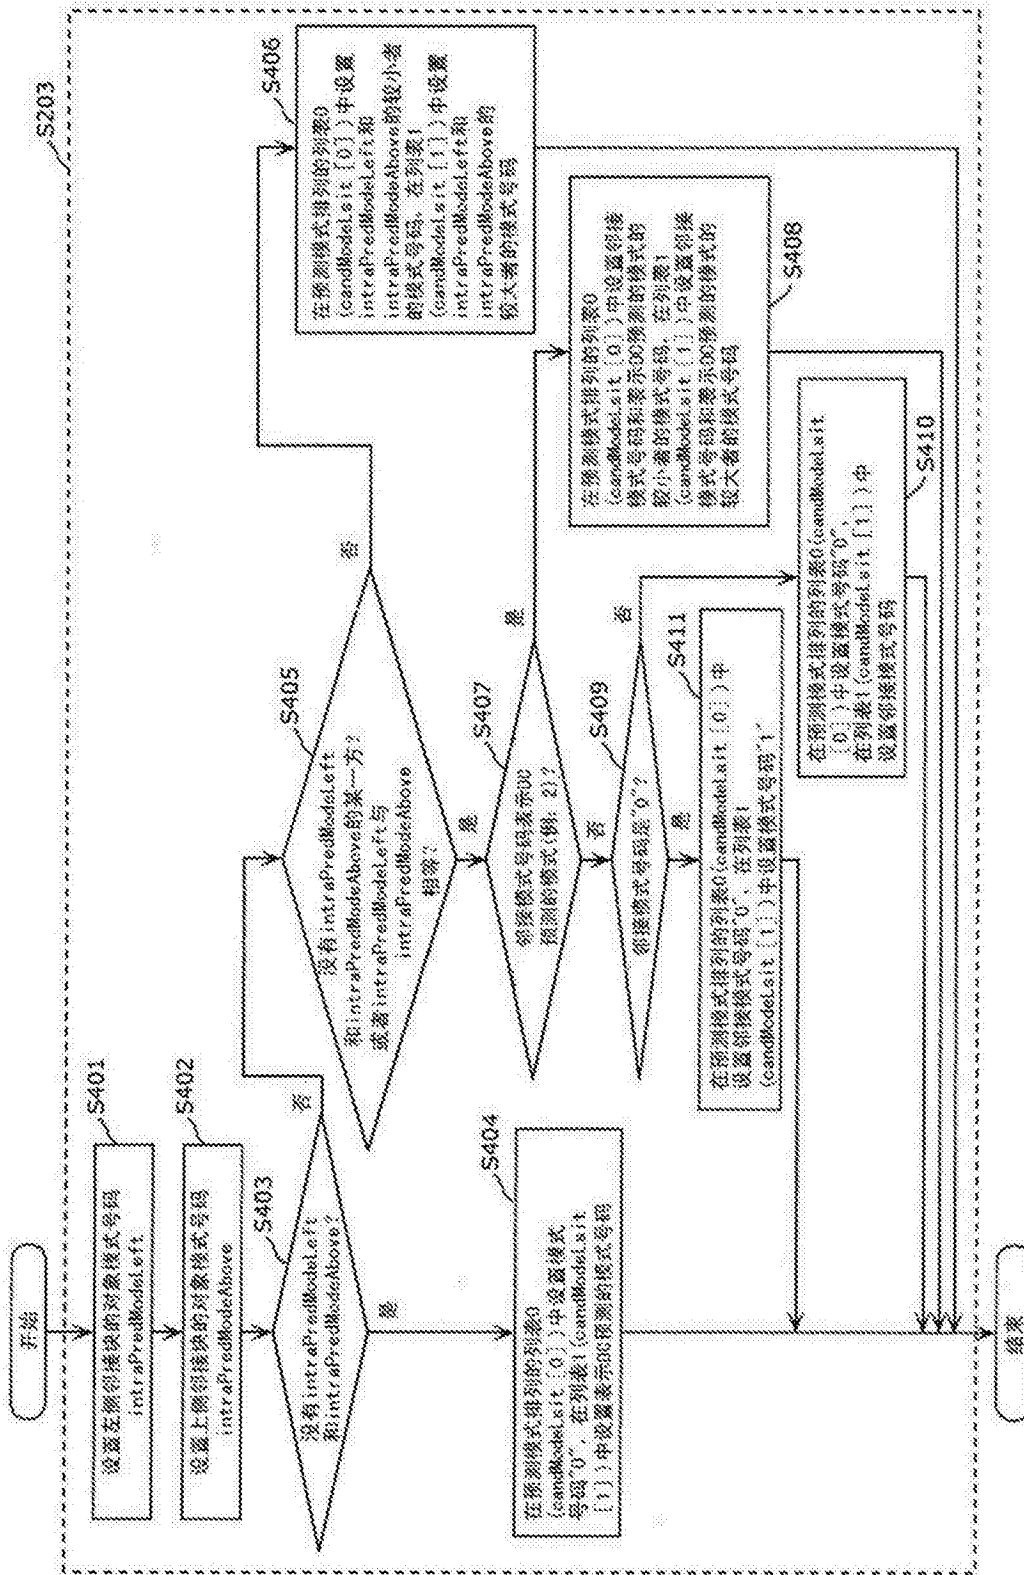 S203
开始
S401
设置左侧邻接块的对象模式号码
intraPredModeLeft
S402
设置上侧邻接块的对象模式号码
intraPredModeAbove
S403
没有intraPredModeLeft
和intraPredModeAbove?
否
是
S404
在预测模式排列的列表0
(candModeLsit [0])中设置模式
号码"0"，在列表1(candModeLsit
[1])中设置表示DC预测的模式号码
S405
没有intraPredModeLeft
和intraPredModeAbove的某一方?
或者intraPredModeLeft与
intraPredModeAbove
相等?
否
是
S406
在预测模式排列的列表0
(candModeLsit [0])中设置
intraPredModeLeft和
intraPredModeAbove的较小者
的模式号码，在列表1
(candModeLsit [1])中设置
intraPredModeLeft和
intraPredModeAbove的
较大者的模式号码
S407
邻接模式号码表示DC
预测的模式(例：2)?
是
否
S408
在预测模式排列的列表0
(candModeLsit [0])中设置邻接
模式号码和表示DC预测的模式的
较小者的模式号码，在列表1
(candModeLsit [1])中设置邻接
模式号码和表示DC预测的模式的
较大者的模式号码
S409
邻接模式号码是"0"?
否
是
S411
在预测模式排列的列表0(candModeLsit [0])中
设置邻接模式号码"0"，在列表1
(candModeLsit [1])中设置模式号码"1"
S410
在预测模式排列的列表0(candModeLsit
[0])中设置模式号码"0"，
在列表1(candModeLsit [1])中
设置邻接模式号码
结束